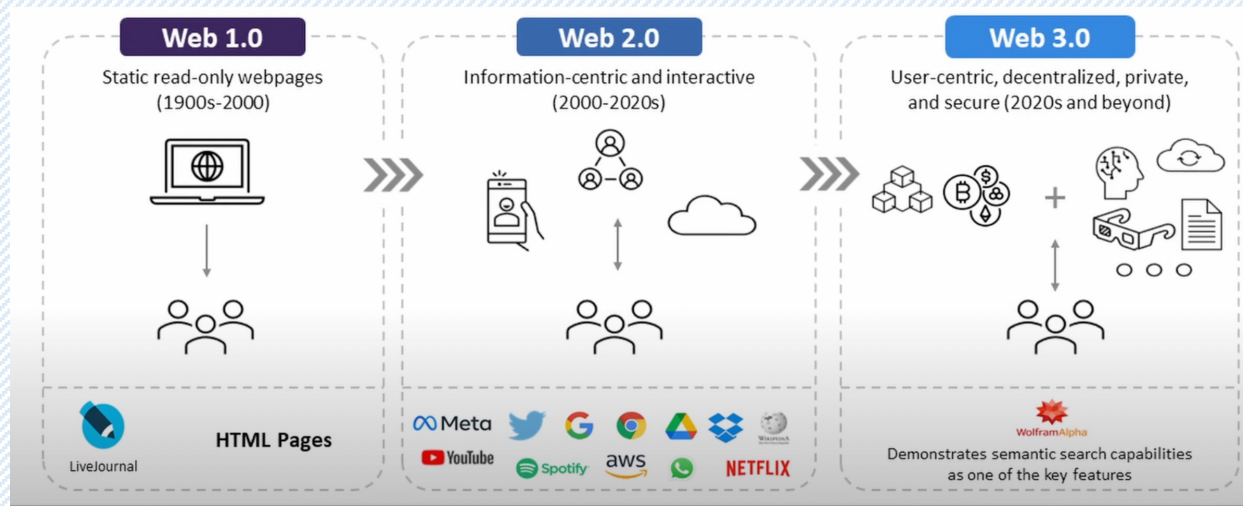 Web 1.0
Static read-only webpages
(1900s-2000)
LiveJournal
HTML Pages
Web 2.0
Information-centric and interactive
(2000-2020s)
Meta
G
WIKIPEDIA
YouTube
Spotify
aws
NETFLIX
Web 3.0
User-centric, decentralized, private,
and secure (2020s and beyond)
$
B
+
WolframAlpha
Demonstrates semantic search capabilities
as one of the key features